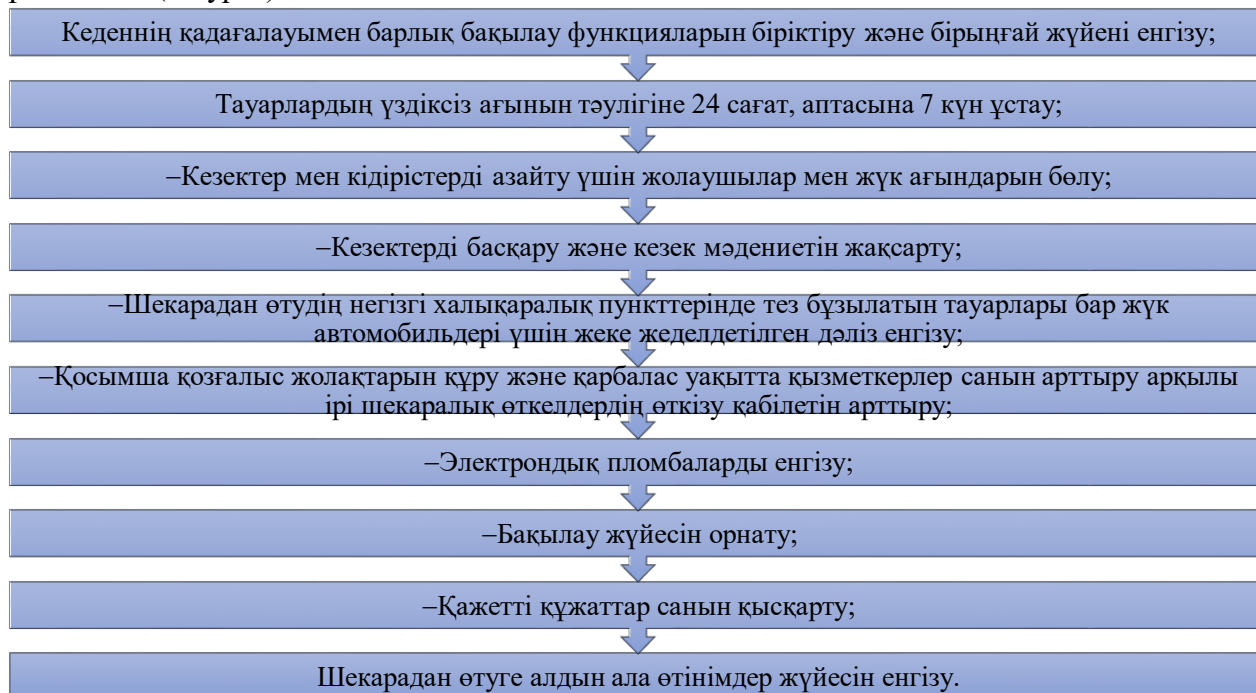 Кеденнің қадағалауымен барлық бақылау функцияларын біріктіру және бірыңғай жүйені енгізу;
Тауарлардың үздіксіз ағынын тәулігіне 24 сағат, аптасына 7 күн ұстау;
–Кезектер мен кідірістерді азайту үшін жолаушылар мен жүк ағындарын бөлу;
–Кезектерді басқару және кезек мәдениетін жақсарту;
–Шекарадан өтудің негізгі халықаралық пункттерінде тез бұзылатын тауарлары бар жүк
автомобильдері үшін жеке жеделдетілген дәліз енгізу;
–Қосымша қозғалыс жолақтарын құру және қарбалас уақытта қызметкерлер санын арттыру арқылы
ірі шекаралық өткелдердің өткізу қабілетін арттыру;
–Электрондық пломбаларды енгізу;
–Бақылау жүйесін орнату;
–Қажетті құжаттар санын қысқарту;
Шекарадан өтуге алдын ала өтінімдер жүйесін енгізу.